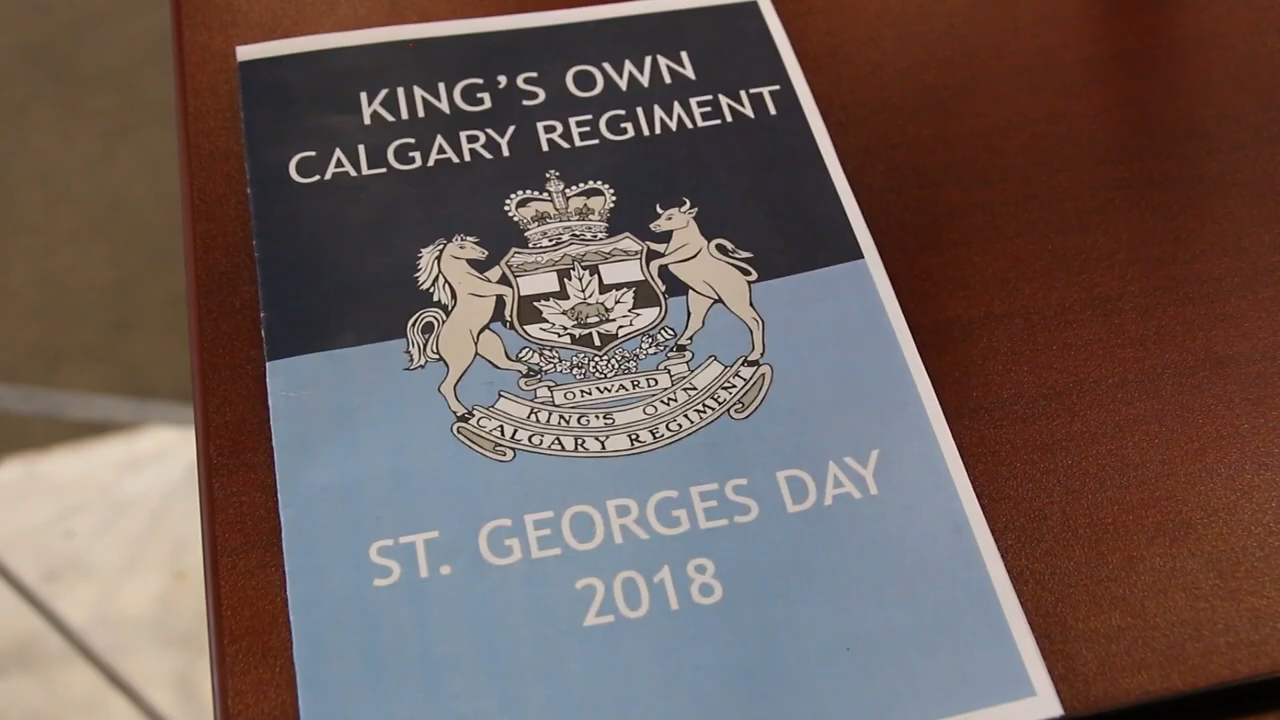 KING'S OWN
CALGARY REGIMENT
ONWARD
KING'S OWN
CALGARY REGIMENT
ST. GEORGES DAY
2018